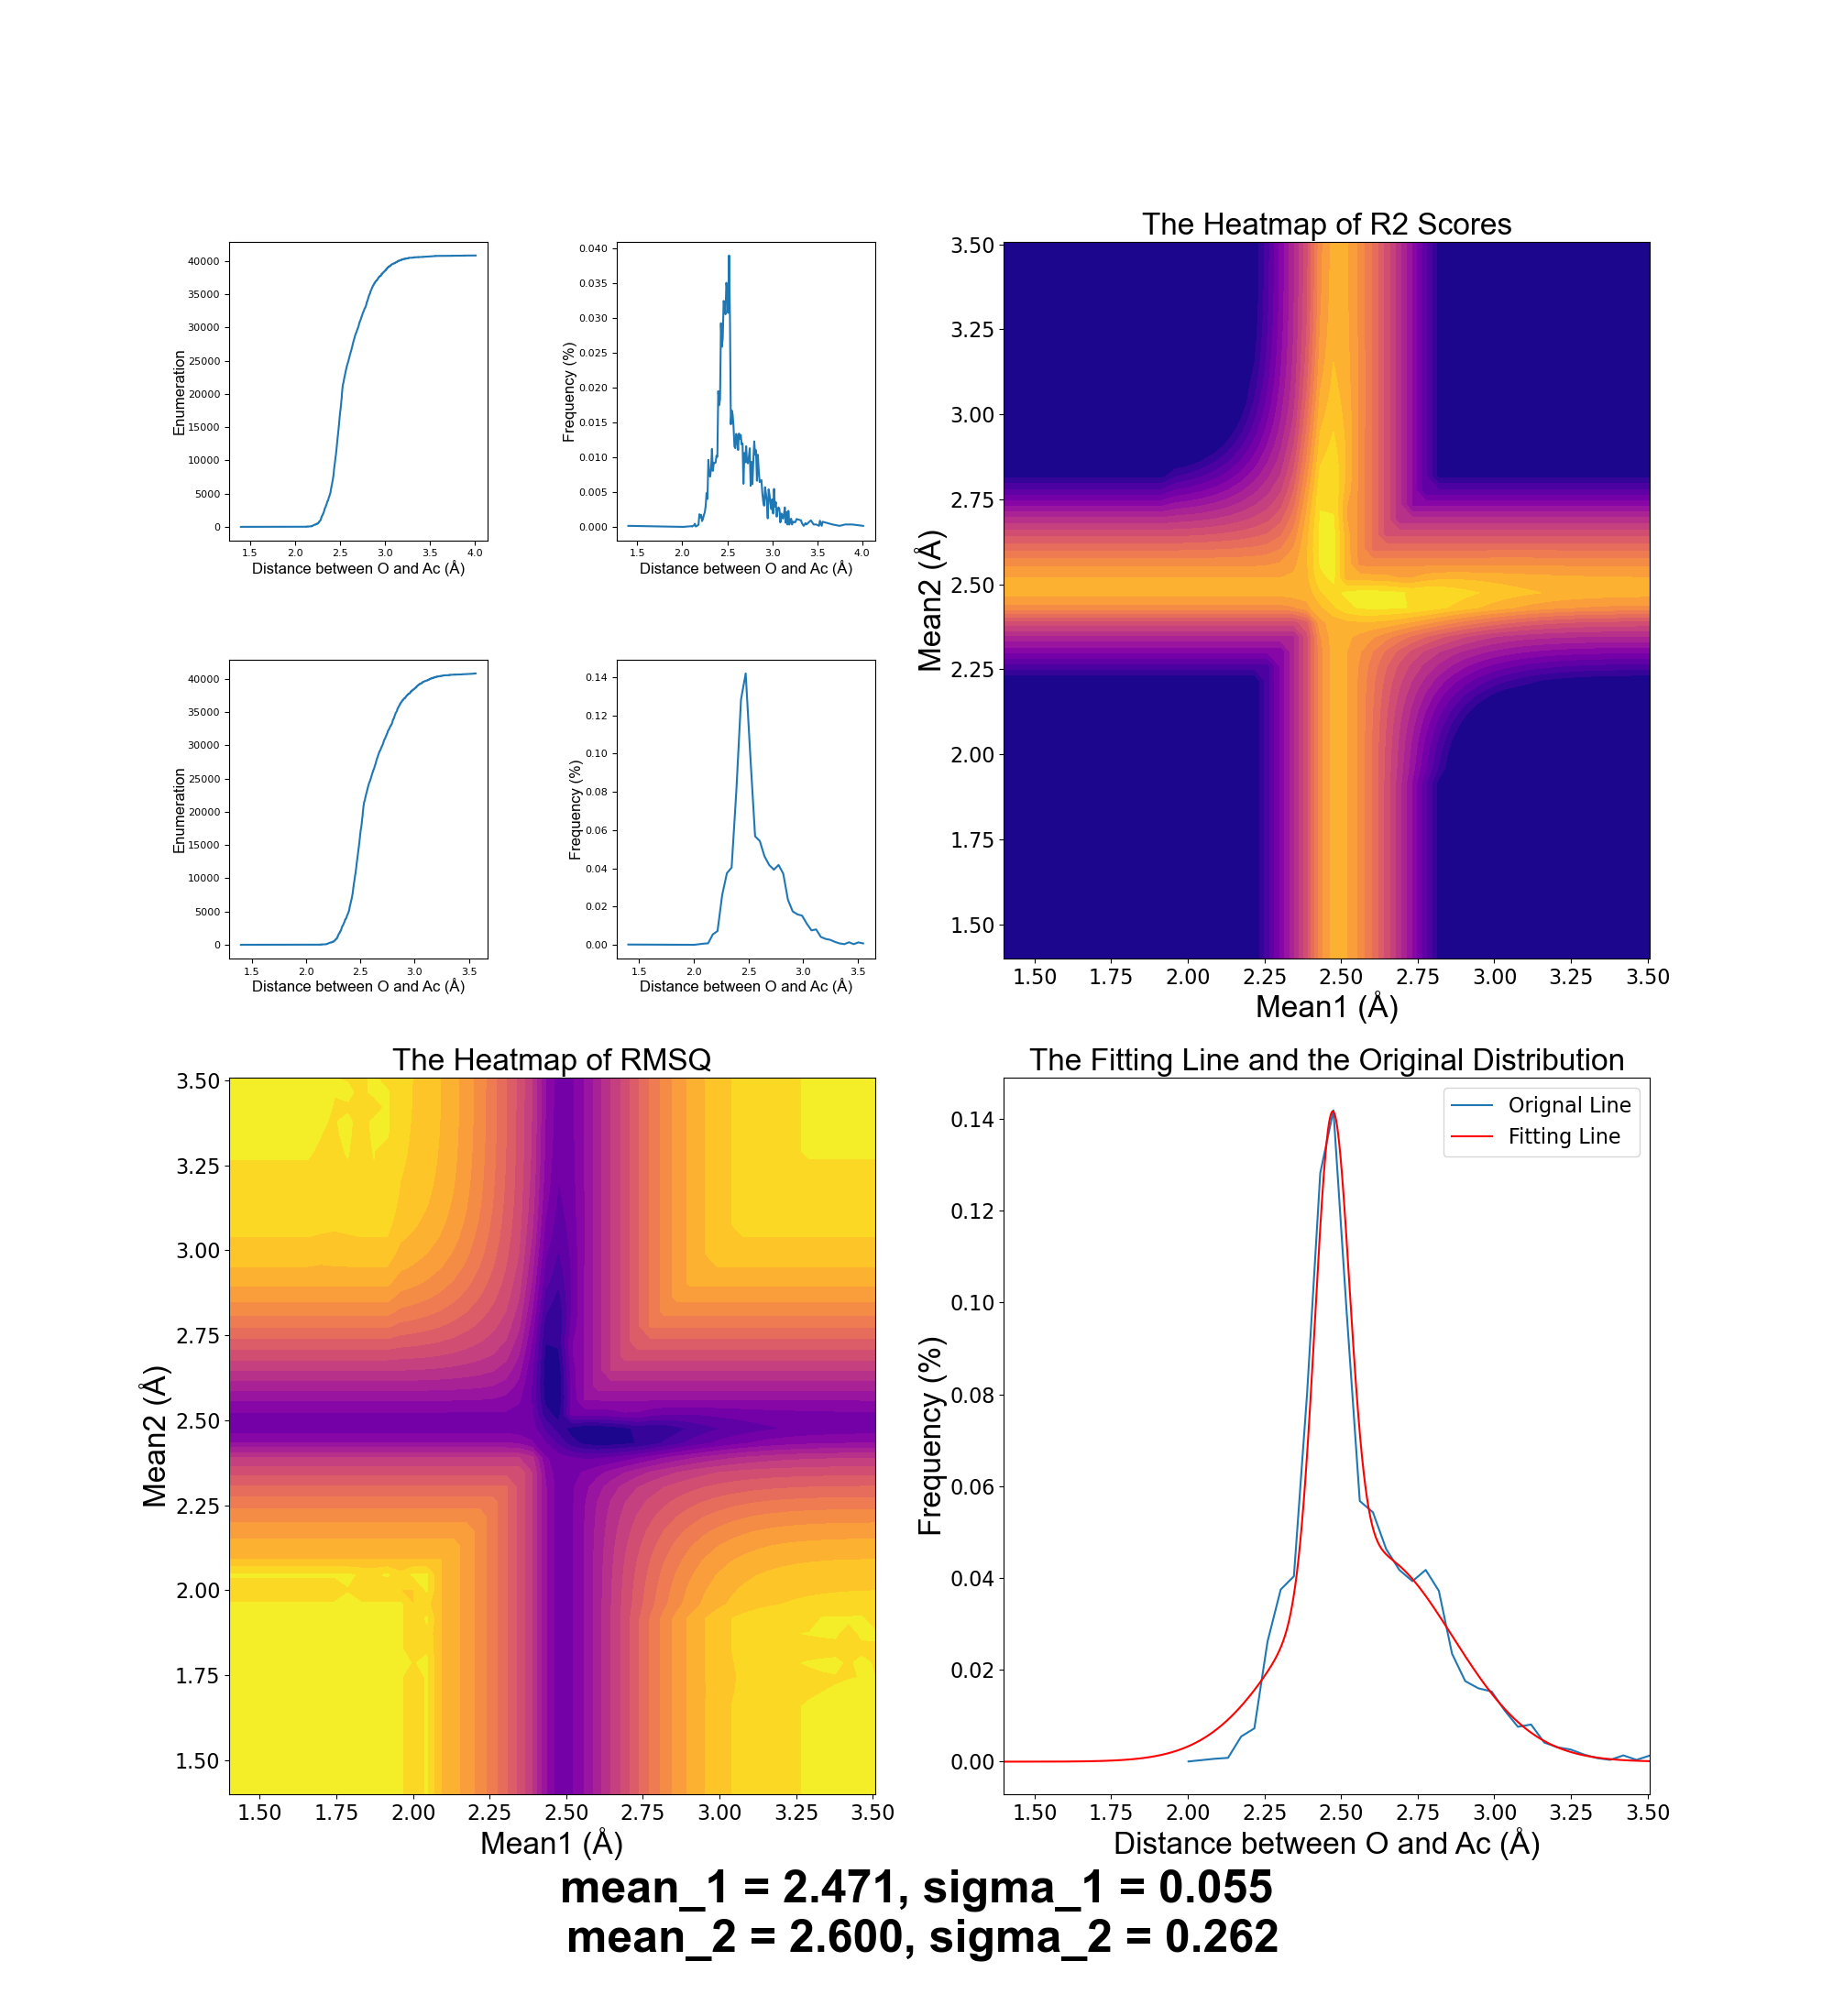 The Heatmap of R2 Scores
40000
35000
30000
25000
20000
15000
10000
5000
0
Enumeration
1.5 2.0 2.5 3.0 3.5 4.0
Distance between O and Ac (Å)
0.040
0.035
0.030
0.025
0.020
0.015
0.010
0.005
0.000
Frequency (%)
1.5 2.0 2.5 3.0 3.5 4.0
Distance between O and Ac (Å)
40000
35000
30000
25000
20000
15000
10000
5000
0
Enumeration
1.5 2.0 2.5 3.0 3.5
Distance between O and Ac (Å)
0.14
0.12
0.10
0.08
0.06
0.04
0.02
0.00
Frequency (%)
1.5 2.0 2.5 3.0 3.5
Distance between O and Ac (Å)
3.50
3.25
3.00
2.75
2.50
2.25
2.00
1.75
1.50
Mean2 (Å)
1.50 1.75 2.00 2.25 2.50 2.75 3.00 3.25 3.50
Mean1 (Å)
The Heatmap of RMSQ
3.50
3.25
3.00
2.75
2.50
2.25
2.00
1.75
1.50
Mean2 (Å)
1.50 1.75 2.00 2.25 2.50 2.75 3.00 3.25 3.50
Mean1 (Å)
The Fitting Line and the Original Distribution
Orignal Line
Fitting Line
0.14
0.12
0.10
0.08
0.06
0.04
0.02
0.00
Frequency (%)
1.50 1.75 2.00 2.25 2.50 2.75 3.00 3.25 3.50
Distance between O and Ac (Å)
mean_1 = 2.471, sigma_1 = 0.055
mean_2 = 2.600, sigma_2 = 0.262